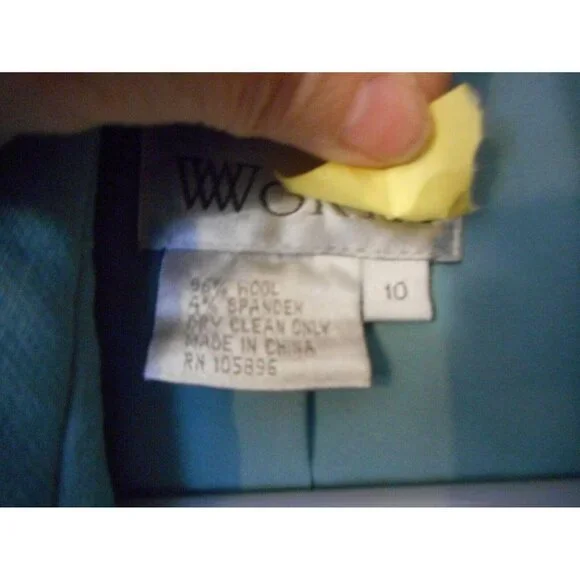 96% WOOL
4% SPANDEX
DRY CLEAN ONLY
MADE IN CHINA
RN 105896
10